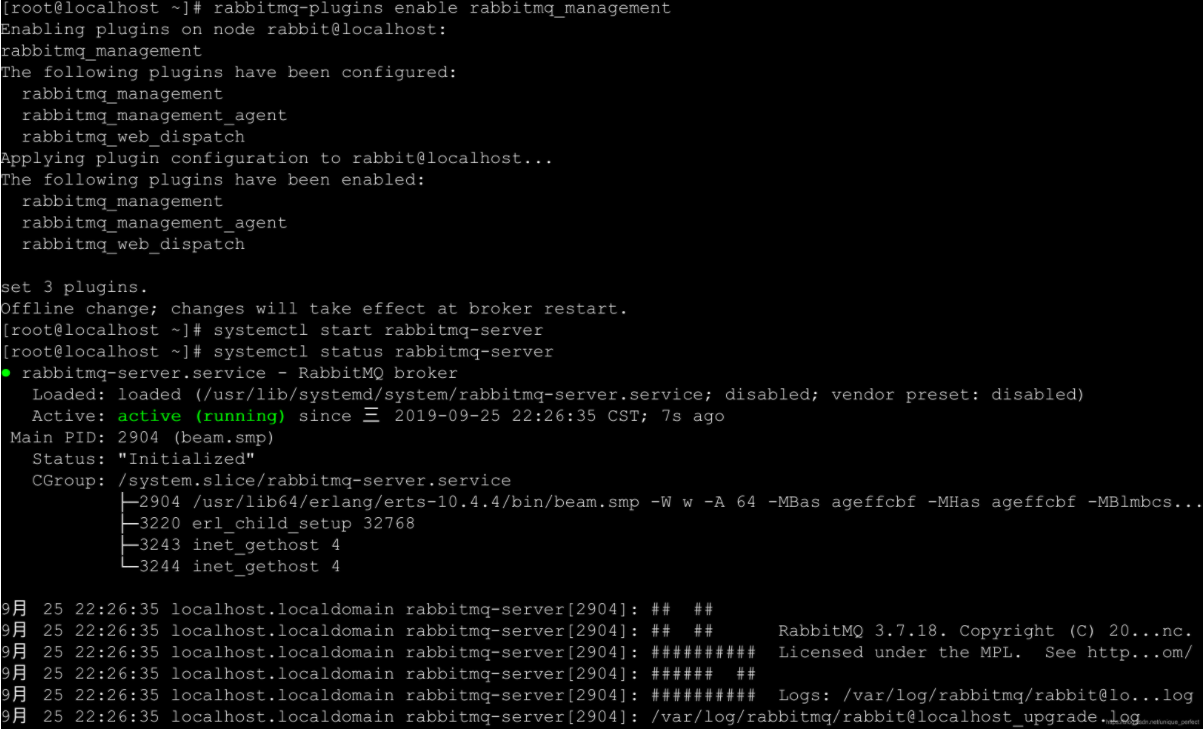 [root@localhost ~]# rabbitmq-plugins enable rabbitmq_management
Enabling plugins on node rabbit@localhost:
rabbitmq_management
The following plugins have been configured:
  rabbitmq_management
  rabbitmq_management_agent
  rabbitmq_web_dispatch
Applying plugin configuration to rabbit@localhost...
The following plugins have been enabled:
  rabbitmq_management
  rabbitmq_management_agent
  rabbitmq_web_dispatch

set 3 plugins.
Offline change; changes will take effect at broker restart.
[root@localhost ~]# systemctl start rabbitmq-server
[root@localhost ~]# systemctl status rabbitmq-server
● rabbitmq-server.service - RabbitMQ broker
   Loaded: loaded (/usr/lib/systemd/system/rabbitmq-server.service; disabled; vendor preset: disabled)
   Active: active (running) since 三 2019-09-25 22:26:35 CST; 7s ago
 Main PID: 2904 (beam.smp)
   Status: "Initialized"
   CGroup: /system.slice/rabbitmq-server.service
           ├─2904 /usr/lib64/erlang/erts-10.4.4/bin/beam.smp -W w -A 64 -MBas ageffcbf -MHas ageffcbf -MBlmbcs...
           ├─3220 erl_child_setup 32768
           ├─3243 inet_gethost 4
           └─3244 inet_gethost 4

9月 25 22:26:35 localhost.localdomain rabbitmq-server[2904]: ##  ##
9月 25 22:26:35 localhost.localdomain rabbitmq-server[2904]: ##  ##      RabbitMQ 3.7.18. Copyright (C) 20...nc.
9月 25 22:26:35 localhost.localdomain rabbitmq-server[2904]: ##########  Licensed under the MPL.  See http...om/
9月 25 22:26:35 localhost.localdomain rabbitmq-server[2904]: ######  ##
9月 25 22:26:35 localhost.localdomain rabbitmq-server[2904]: ##########  Logs: /var/log/rabbitmq/rabbit@lo...log
9月 25 22:26:35 localhost.localdomain rabbitmq-server[2904]: /var/log/rabbitmq/rabbit@localhost_upgrade.log